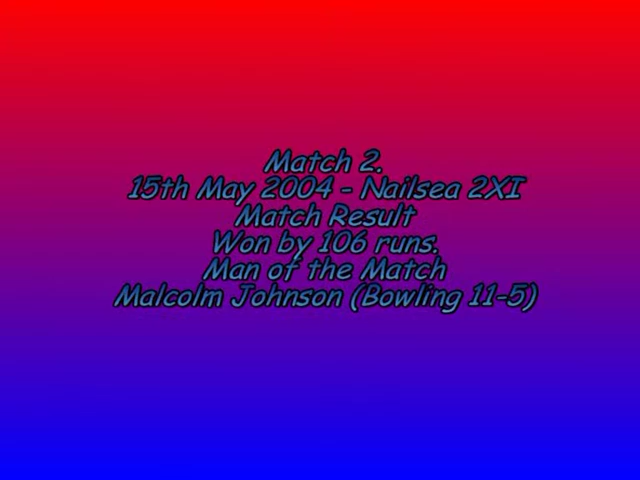 Match 2.
15th May 2004 - Nailsea 2XI
Match Result
Won by 106 runs.
Man of the Match
Malcolm Johnson (Bowling 11-5)